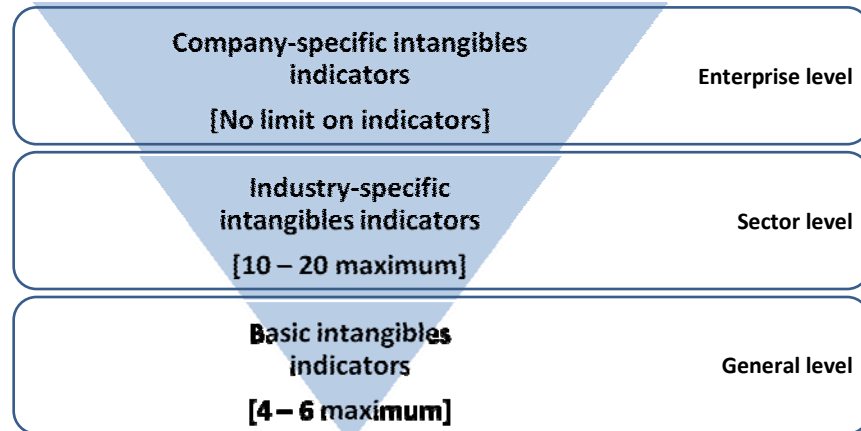 Company-specific intangibles
indicators
[No limit on indicators]
Enterprise level
Industry-specific
intangibles indicators
[10 – 20 maximum]
Sector level
Basic intangibles
indicators
[4 – 6 maximum]
General level